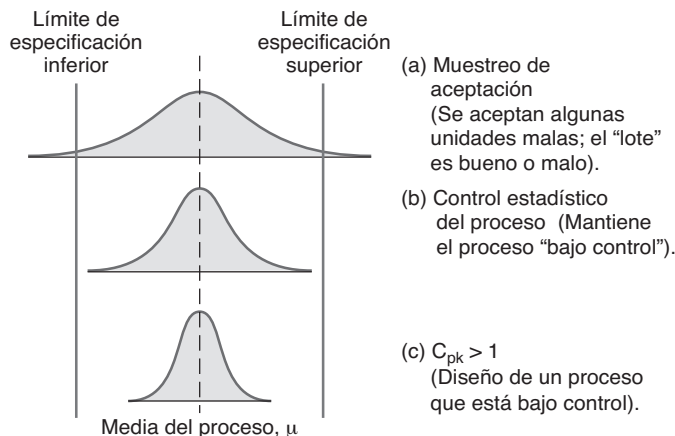 Límite de
especificación
inferior
Límite de
especificación
superior
(a) Muestreo de
aceptación
(Se aceptan algunas
unidades malas; el “lote”
es bueno o malo).
(b) Control estadístico
del proceso (Mantiene
el proceso “bajo control”).
(c) Cpk > 1
(Diseño de un proceso
que está bajo control).
Media del proceso, μ